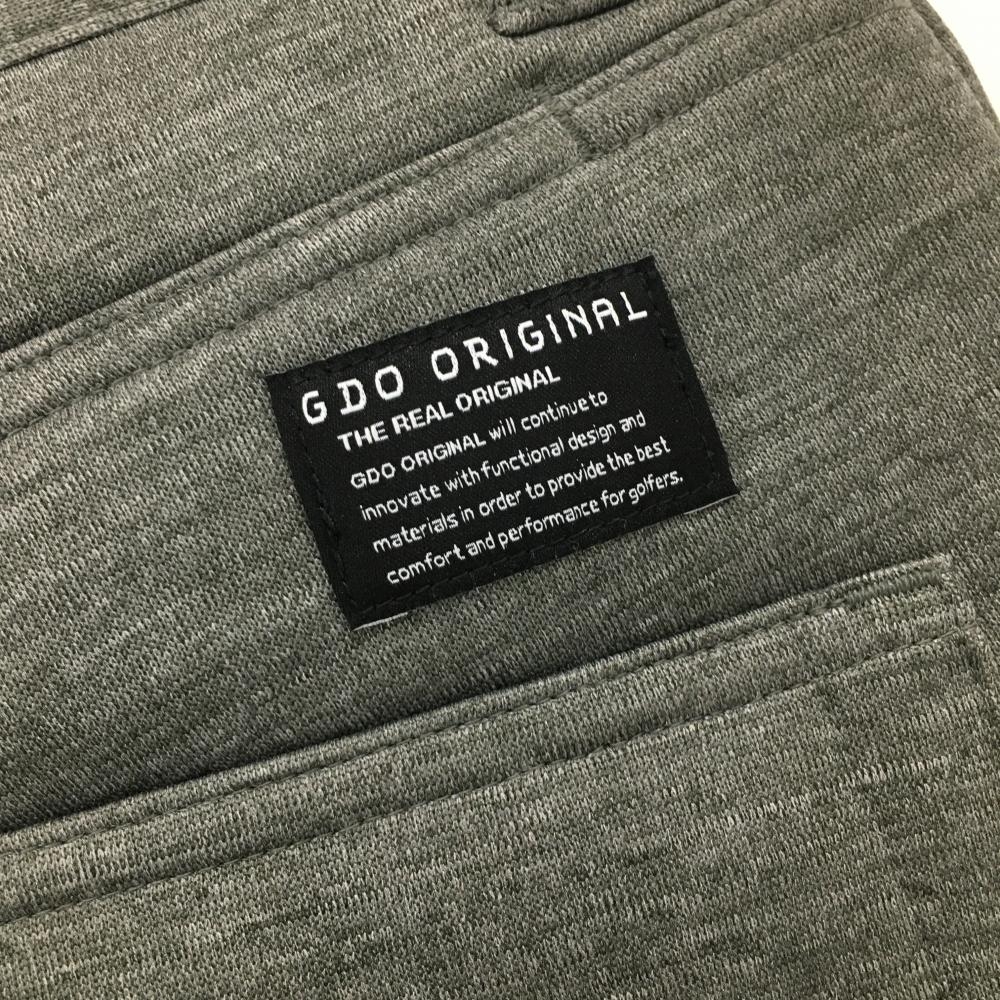 GDO ORIGINAL
THE REAL ORIGINAL
GDO ORIGINAL will continue to
innovate with functional design and
materials in order to provide the best
comfort and performance for golfers.